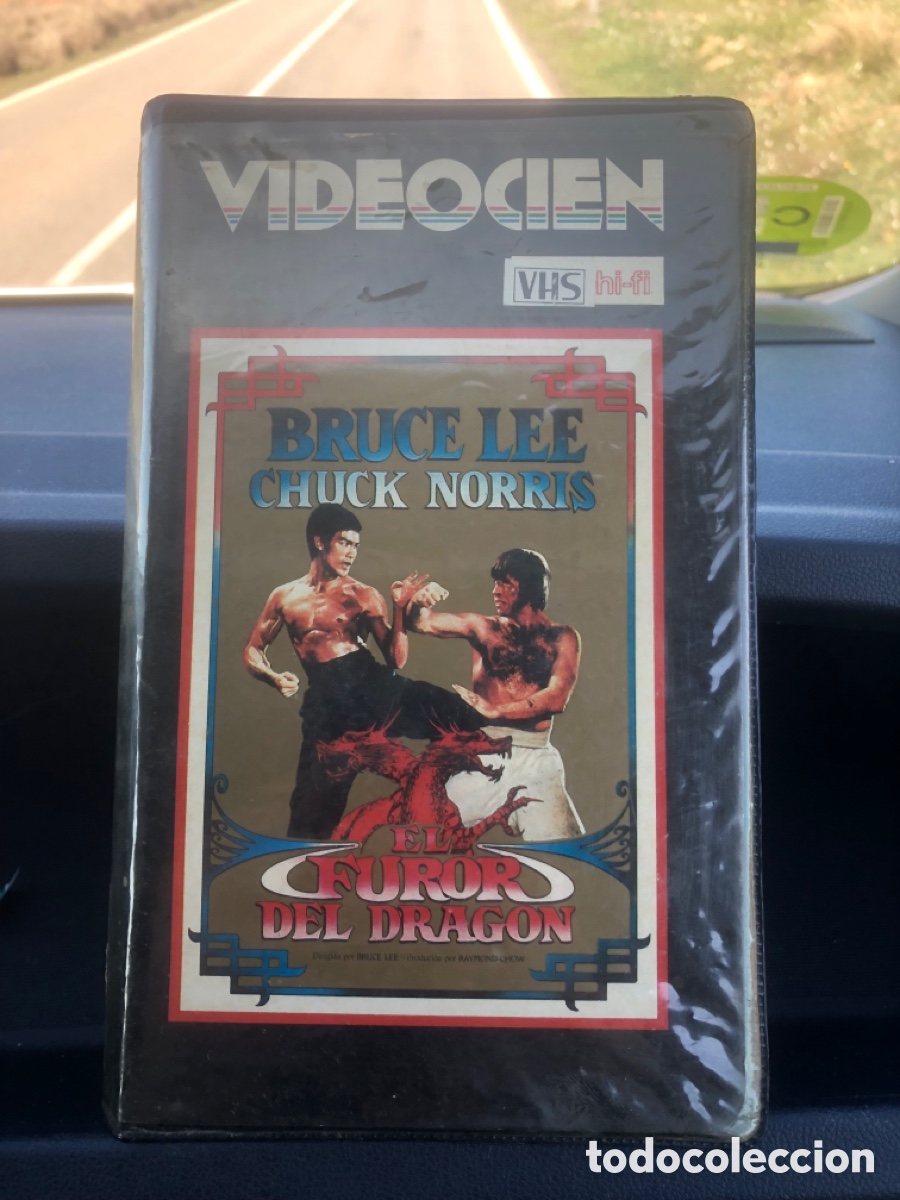 VIDEOCIEN
VHS hi-fi
BRUCE LEE
CHUCK NORRIS
EL
FUROR
DEL DRAGON
Dirigida por BRUCE LEE Producida por RAYMOND CHOW
todocoleccion